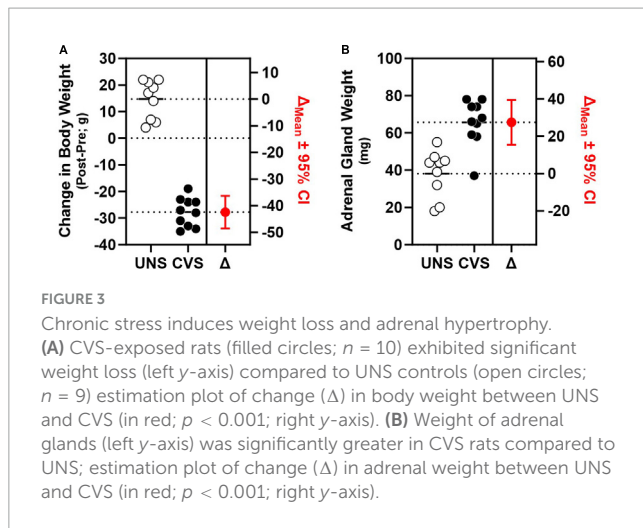 A
B
Change in Body Weight
(Post-Pre; g)
30
20
10
0
-10
-20
-30
-40
10
0
-10
-20
-30
-40
-50
ΔMean ± 95% CI
UNS CVS Δ
Adrenal Gland Weight
(mg)
100
80
60
40
20
0
60
40
20
0
-20
ΔMean ± 95% CI
UNS CVS Δ
FIGURE 3
Chronic stress induces weight loss and adrenal hypertrophy.
(A) CVS-exposed rats (filled circles; n = 10) exhibited significant
weight loss (left y-axis) compared to UNS controls (open circles;
n = 9) estimation plot of change (Δ) in body weight between UNS
and CVS (in red; p < 0.001; right y-axis). (B) Weight of adrenal
glands (left y-axis) was significantly greater in CVS rats compared to
UNS; estimation plot of change (Δ) in adrenal weight between UNS
and CVS (in red; p < 0.001; right y-axis).